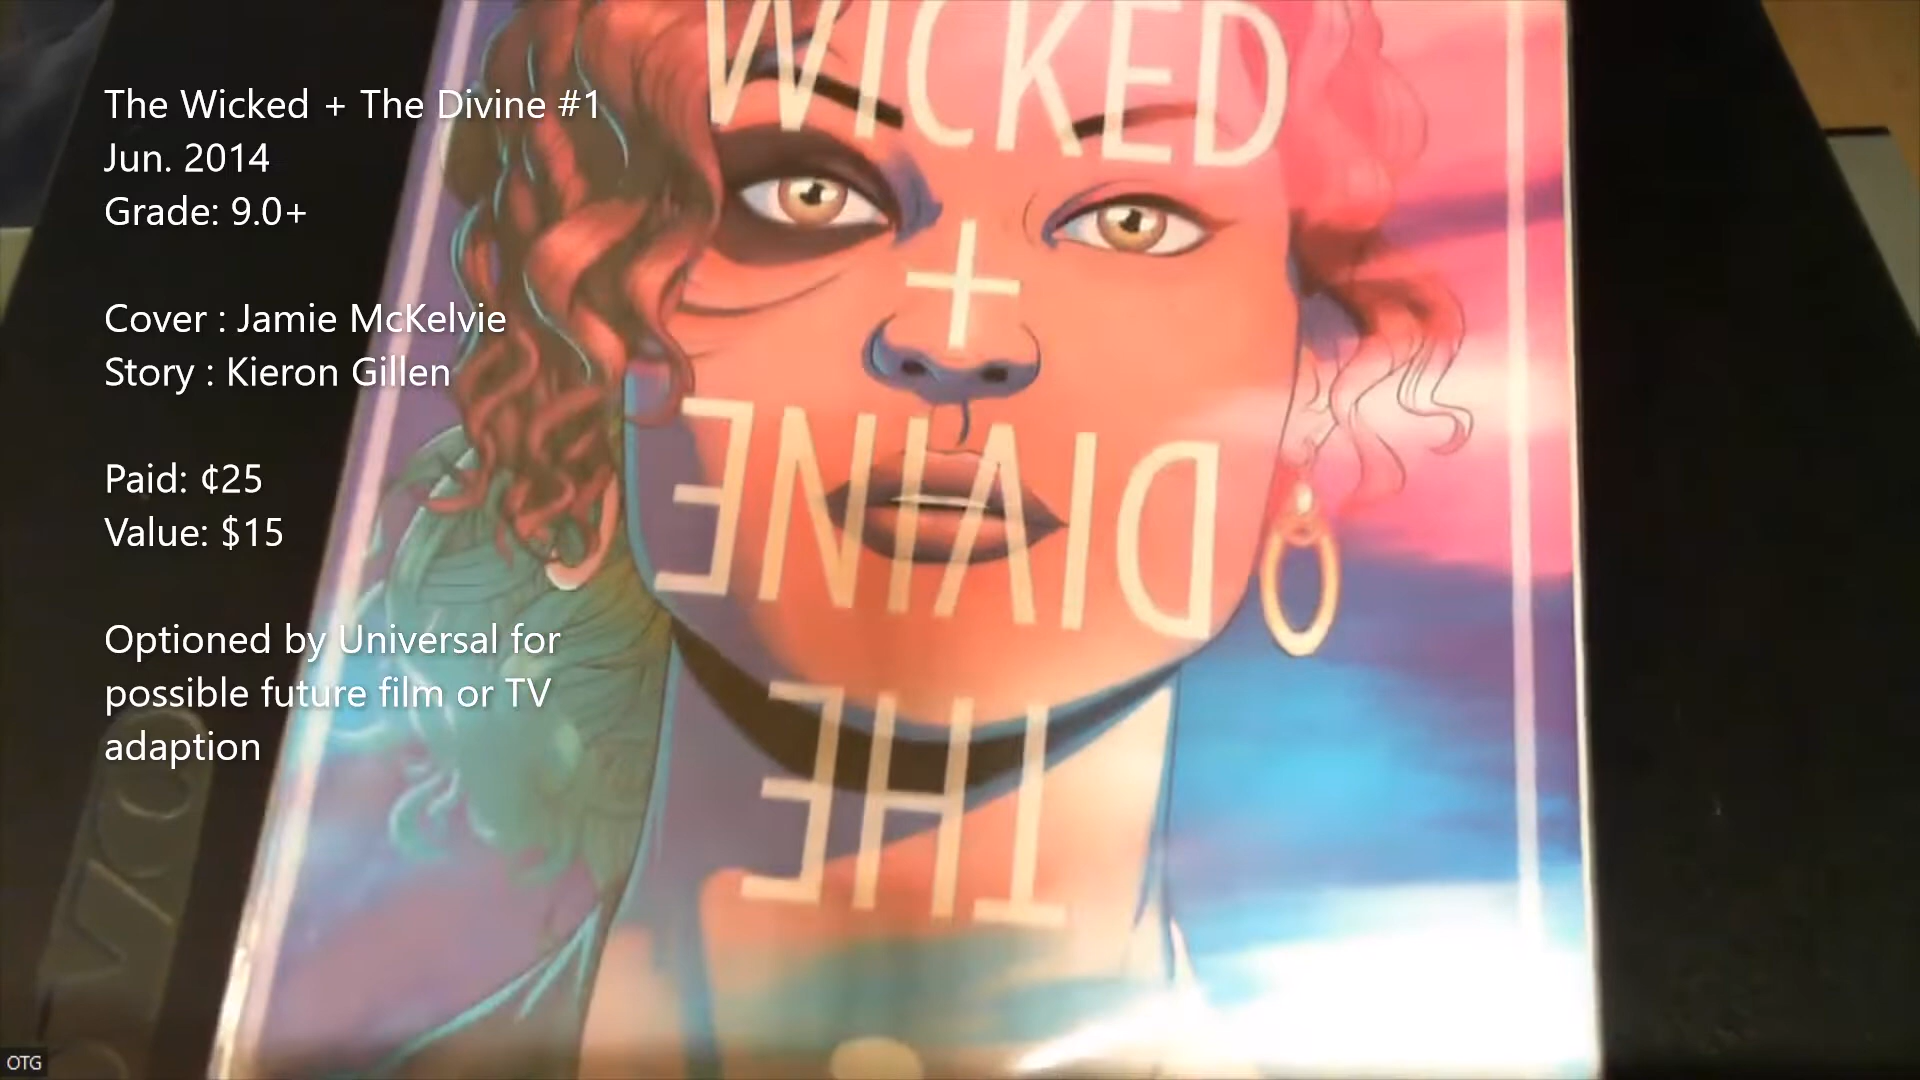 The Wicked + The Divine #1
Jun. 2014
Grade: 9.0+
Cover : Jamie McKelvie
Story : Kieron Gillen
Paid: ¢25
Value: $15
Optioned by Universal for
possible future film or TV
adaption
WICKED
+
DIVINE
THE
OTG